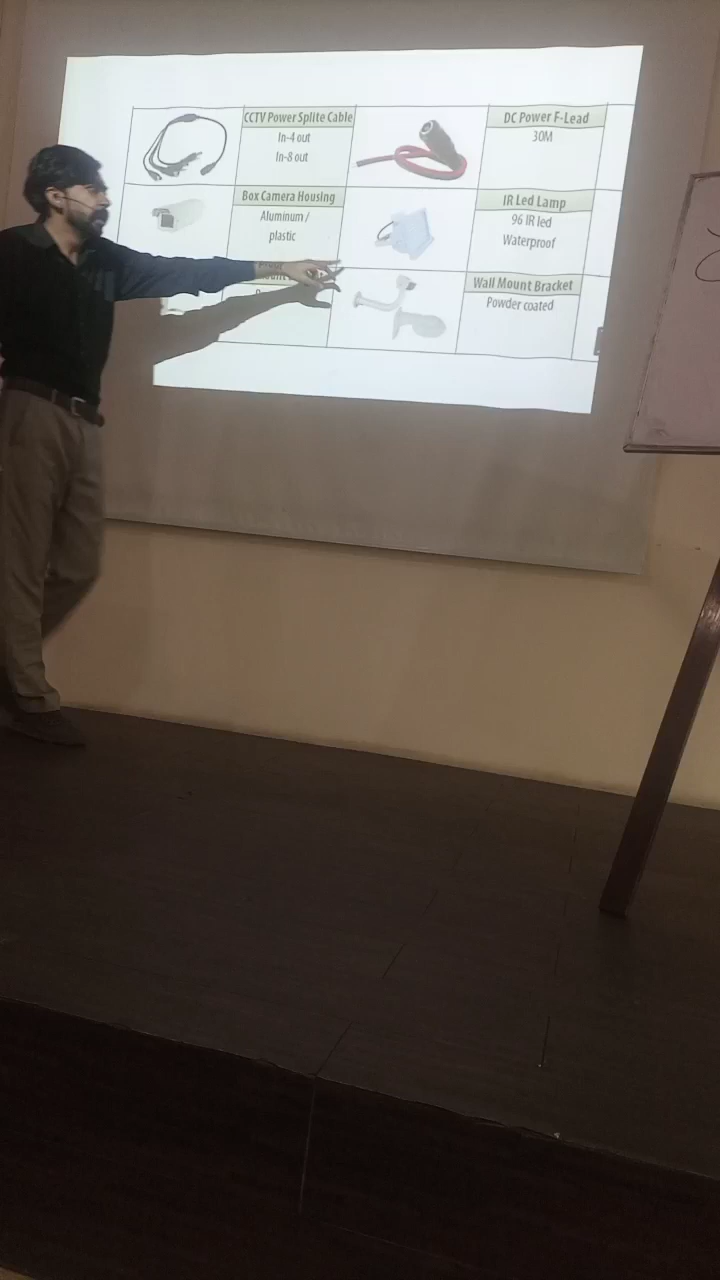 CCTV Power Splite Cable
In-4 out
In-8 out
DC Power F-Lead
30M
Box Camera Housing
Aluminum /
plastic
IR Led Lamp
96 IR led
Waterproof
Wall Mount Bracket
Powder coated